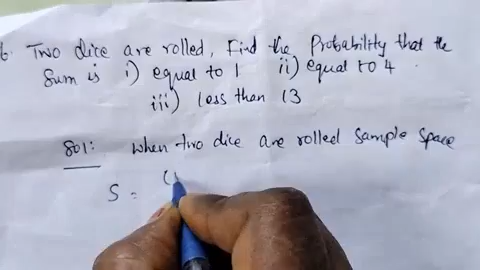 6. Two dice are rolled, Find the Probability that the
Sum is i) equal to 1 ii) equal to 4.
iii) Less than 13
Sol: When two dice are rolled sample space
S = {